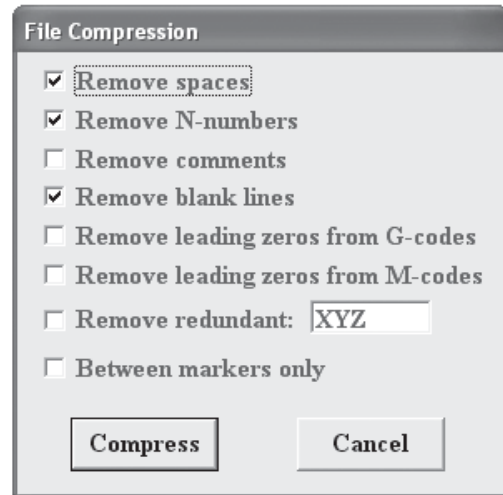 File Compression
Remove spaces
Remove N-numbers
Remove comments
Remove blank lines
Remove leading zeros from G-codes
Remove leading zeros from M-codes
Remove redundant: XYZ
Between markers only
Compress Cancel